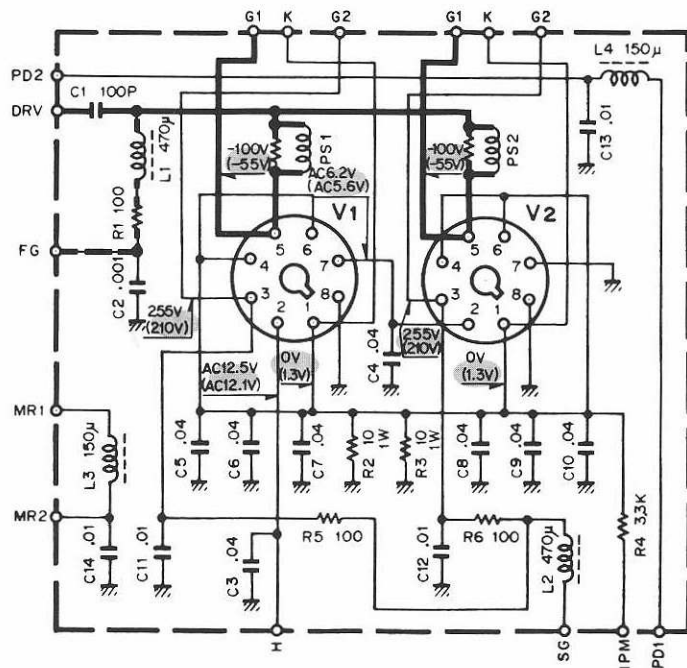 G1 K G2 G1 K G2
L4 150μ
PD2
C1 100P
DRV
L1 470μ
-100V
(-55V)
PS1
-100V
(-55V)
PS2
C13 .01
AC6.2V
(AC5.6V)
R1 100
V1
V2
FG
C2 .001
5 6
4 7
3 8
2 1
5 6
4 7
3 8
2 1
255V
(210V)
C4 .04
255V
(210V)
AC12.5V
(AC12.1V)
0V
(1.3V)
0V
(1.3V)
MR1
L3 150μ
C5 .04
C6 .04
C7 .04
R2 10 1W
R3 10 1W
C8 .04
C9 .04
C10 .04
MR2
C14 .01
C11 .01
C3 .04
R5 100
C12 .01
R6 100
L2 470μ
R4 3.3K
H
SG
IPM
PD1